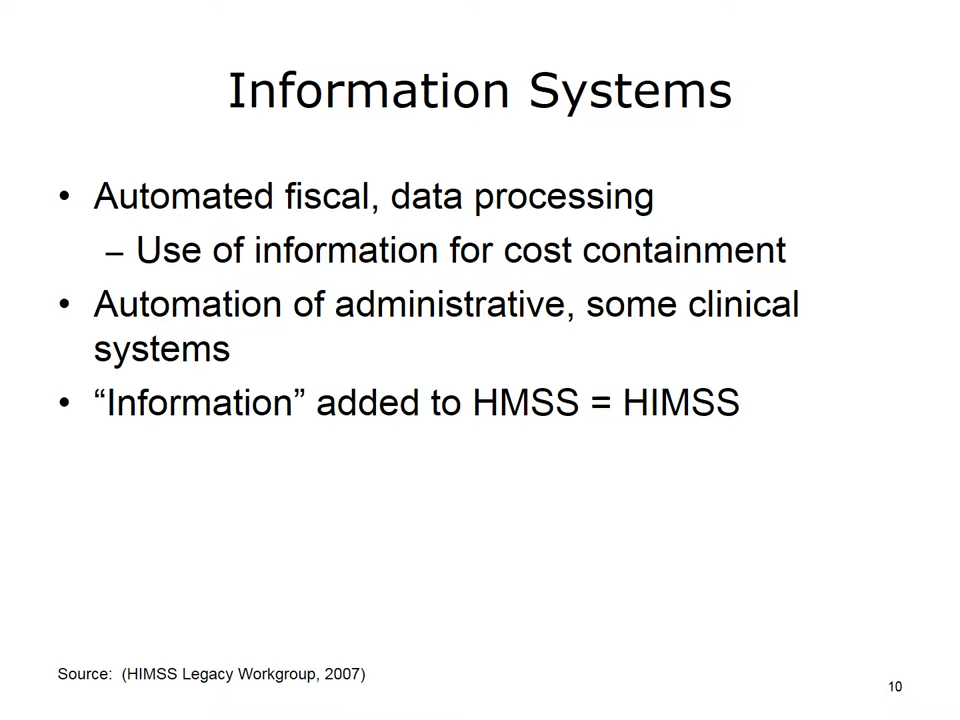 Information Systems
• Automated fiscal, data processing
– Use of information for cost containment
• Automation of administrative, some clinical
systems
• “Information” added to HMSS = HIMSS
Source:  (HIMSS Legacy Workgroup, 2007)
10